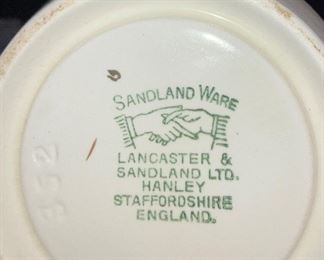 SANDLAND WARE
LANCASTER &
SANDLAND LTD.
HANLEY
STAFFORDSHIRE
ENGLAND.